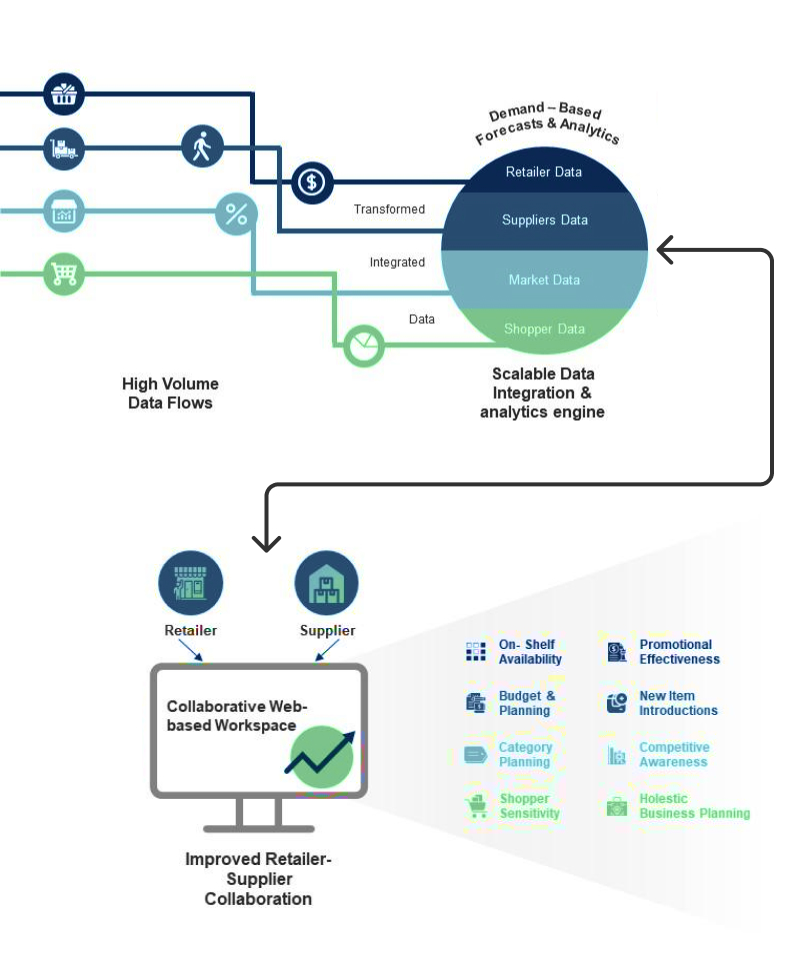 Demand – Based
Forecasts & Analytics
Retailer Data
Suppliers Data
Market Data
Shopper Data
Transformed
Integrated
Data
$
%
High Volume
Data Flows
Scalable Data
Integration &
analytics engine
Retailer
Supplier
Collaborative Web-
based Workspace
Improved Retailer-
Supplier
Collaboration
On- Shelf
Availability
Promotional
Effectiveness
Budget &
Planning
New Item
Introductions
Category
Planning
Competitive
Awareness
Shopper
Sensitivity
Holestic
Business Planning